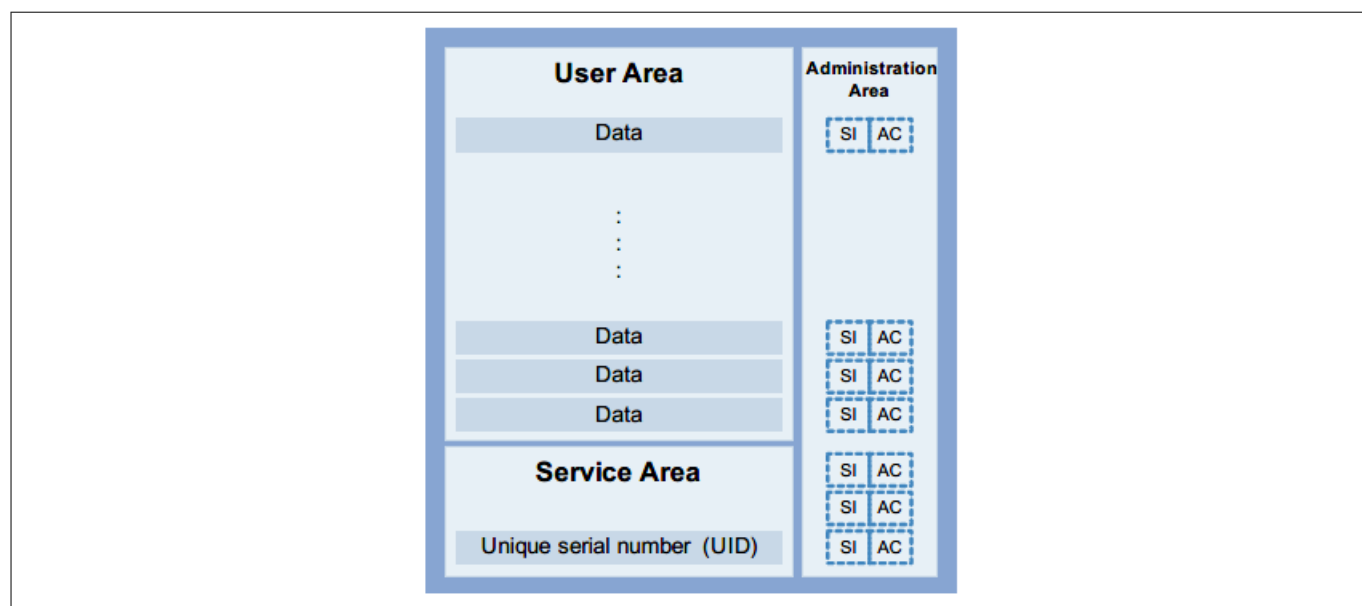 User Area
Data
:
:
:
Data
Data
Data
Service Area
Unique serial number (UID)
Administration
Area
SI AC
SI AC
SI AC
SI AC
SI AC
SI AC
SI AC